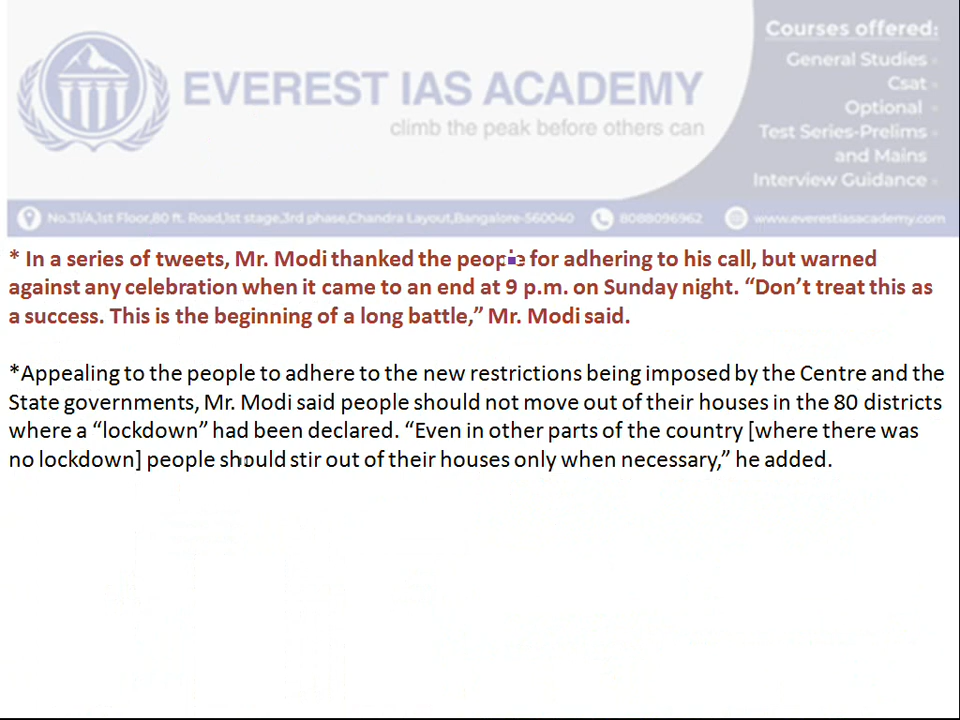 EVEREST IAS ACADEMY
climb the peak before others can
Courses offered:
General Studies
Csat
Optional
Test Series-Prelims
and Mains
Interview Guidance
No.31/A,1st Floor,80 ft. Road,1st stage,3rd phase,Chandra Layout,Bangalore-560040 8088096962 www.everestiasacademy.com
* In a series of tweets, Mr. Modi thanked the people for adhering to his call, but warned
against any celebration when it came to an end at 9 p.m. on Sunday night. “Don’t treat this as
a success. This is the beginning of a long battle,” Mr. Modi said.
*Appealing to the people to adhere to the new restrictions being imposed by the Centre and the
State governments, Mr. Modi said people should not move out of their houses in the 80 districts
where a “lockdown” had been declared. “Even in other parts of the country [where there was
no lockdown] people should stir out of their houses only when necessary,” he added.